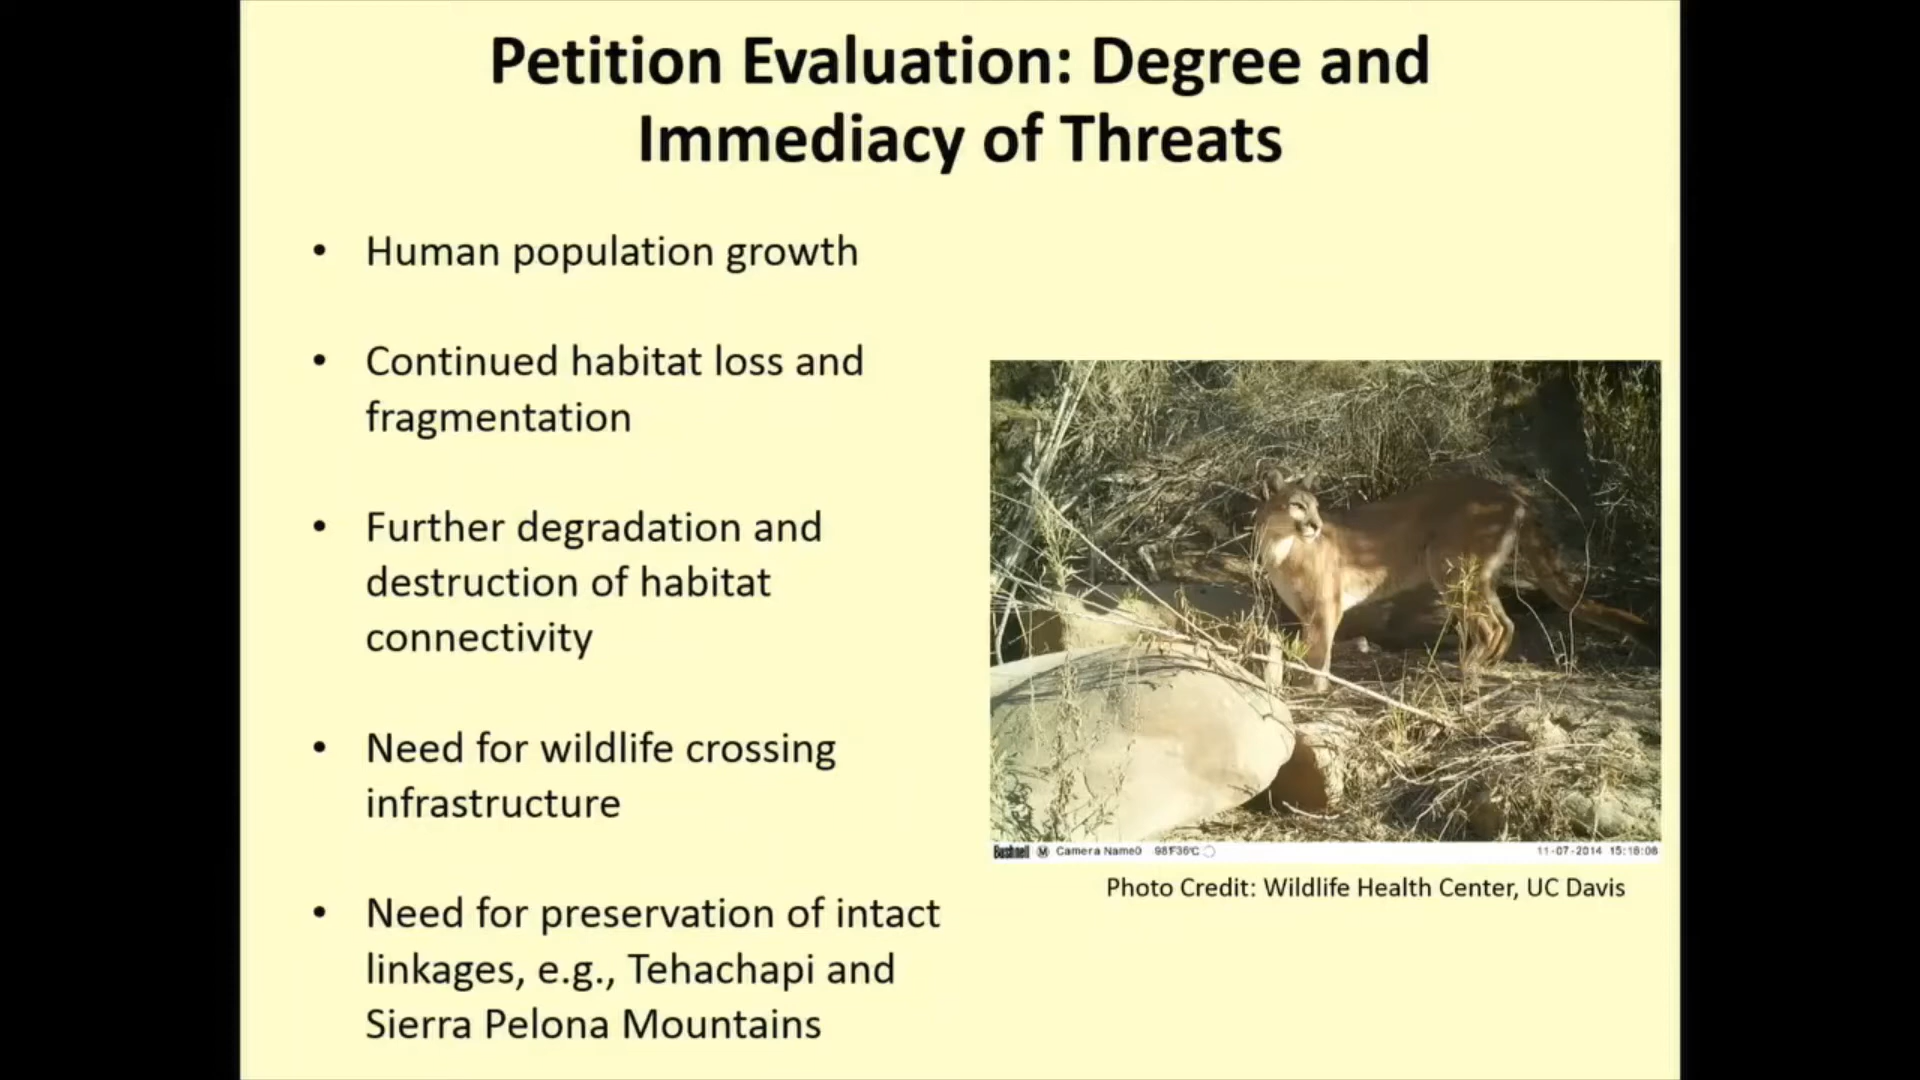 Petition Evaluation: Degree and
Immediacy of Threats
• Human population growth
• Continued habitat loss and
fragmentation
• Further degradation and
destruction of habitat
connectivity
• Need for wildlife crossing
infrastructure
• Need for preservation of intact
linkages, e.g., Tehachapi and
Sierra Pelona Mountains
Bushnell M Camera Name0 98°F36°C 11-07-2014 15:18:08
Photo Credit: Wildlife Health Center, UC Davis